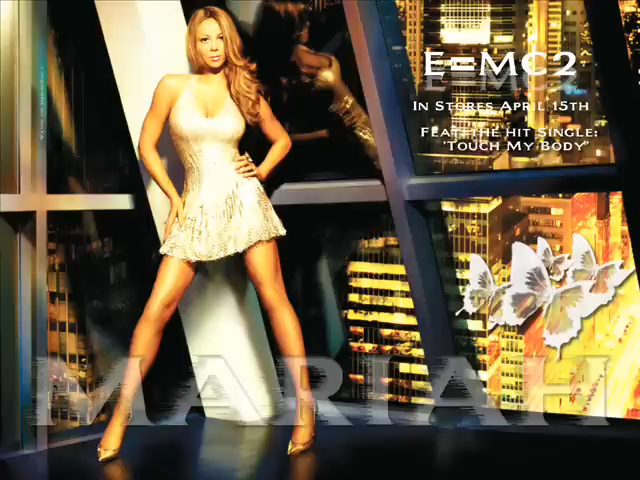 E=MC2
In Stores April 15th
Feat. the hit Single:
'Touch My Body"
MARIAH